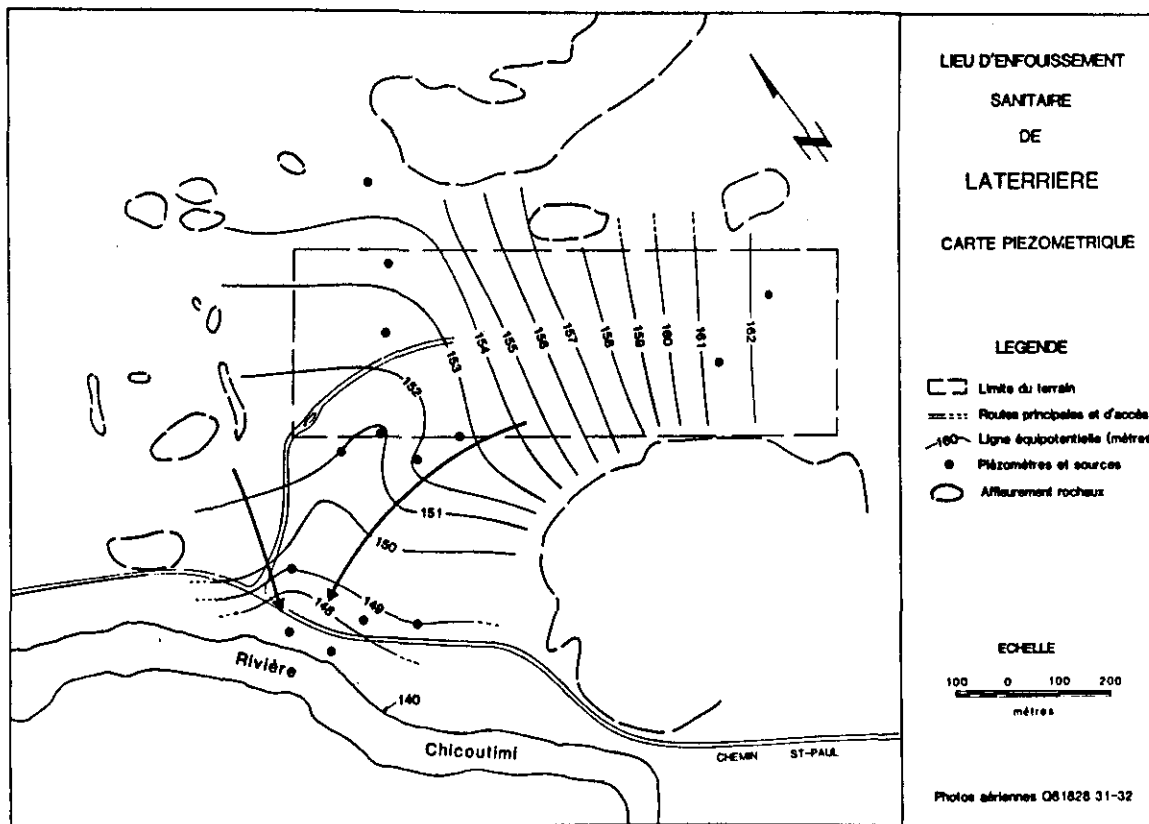 LIEU D'ENFOUISSEMENT
SANITAIRE
DE
LATERRIERE
CARTE PIEZOMETRIQUE
LEGENDE
Limite du terrain
Routes principales et d'accès
160 Ligne équipotentielle (mètres
Piézomètres et sources
Affleurement rocheux
ECHELLE
100 0 100 200
mètres
Photos aériennes Q81828 31-32
N
153
154
155
156
157
158
159
160
161
162
152
151
150
149
148
140
Rivière
Chicoutimi
CHEMIN ST-PAUL